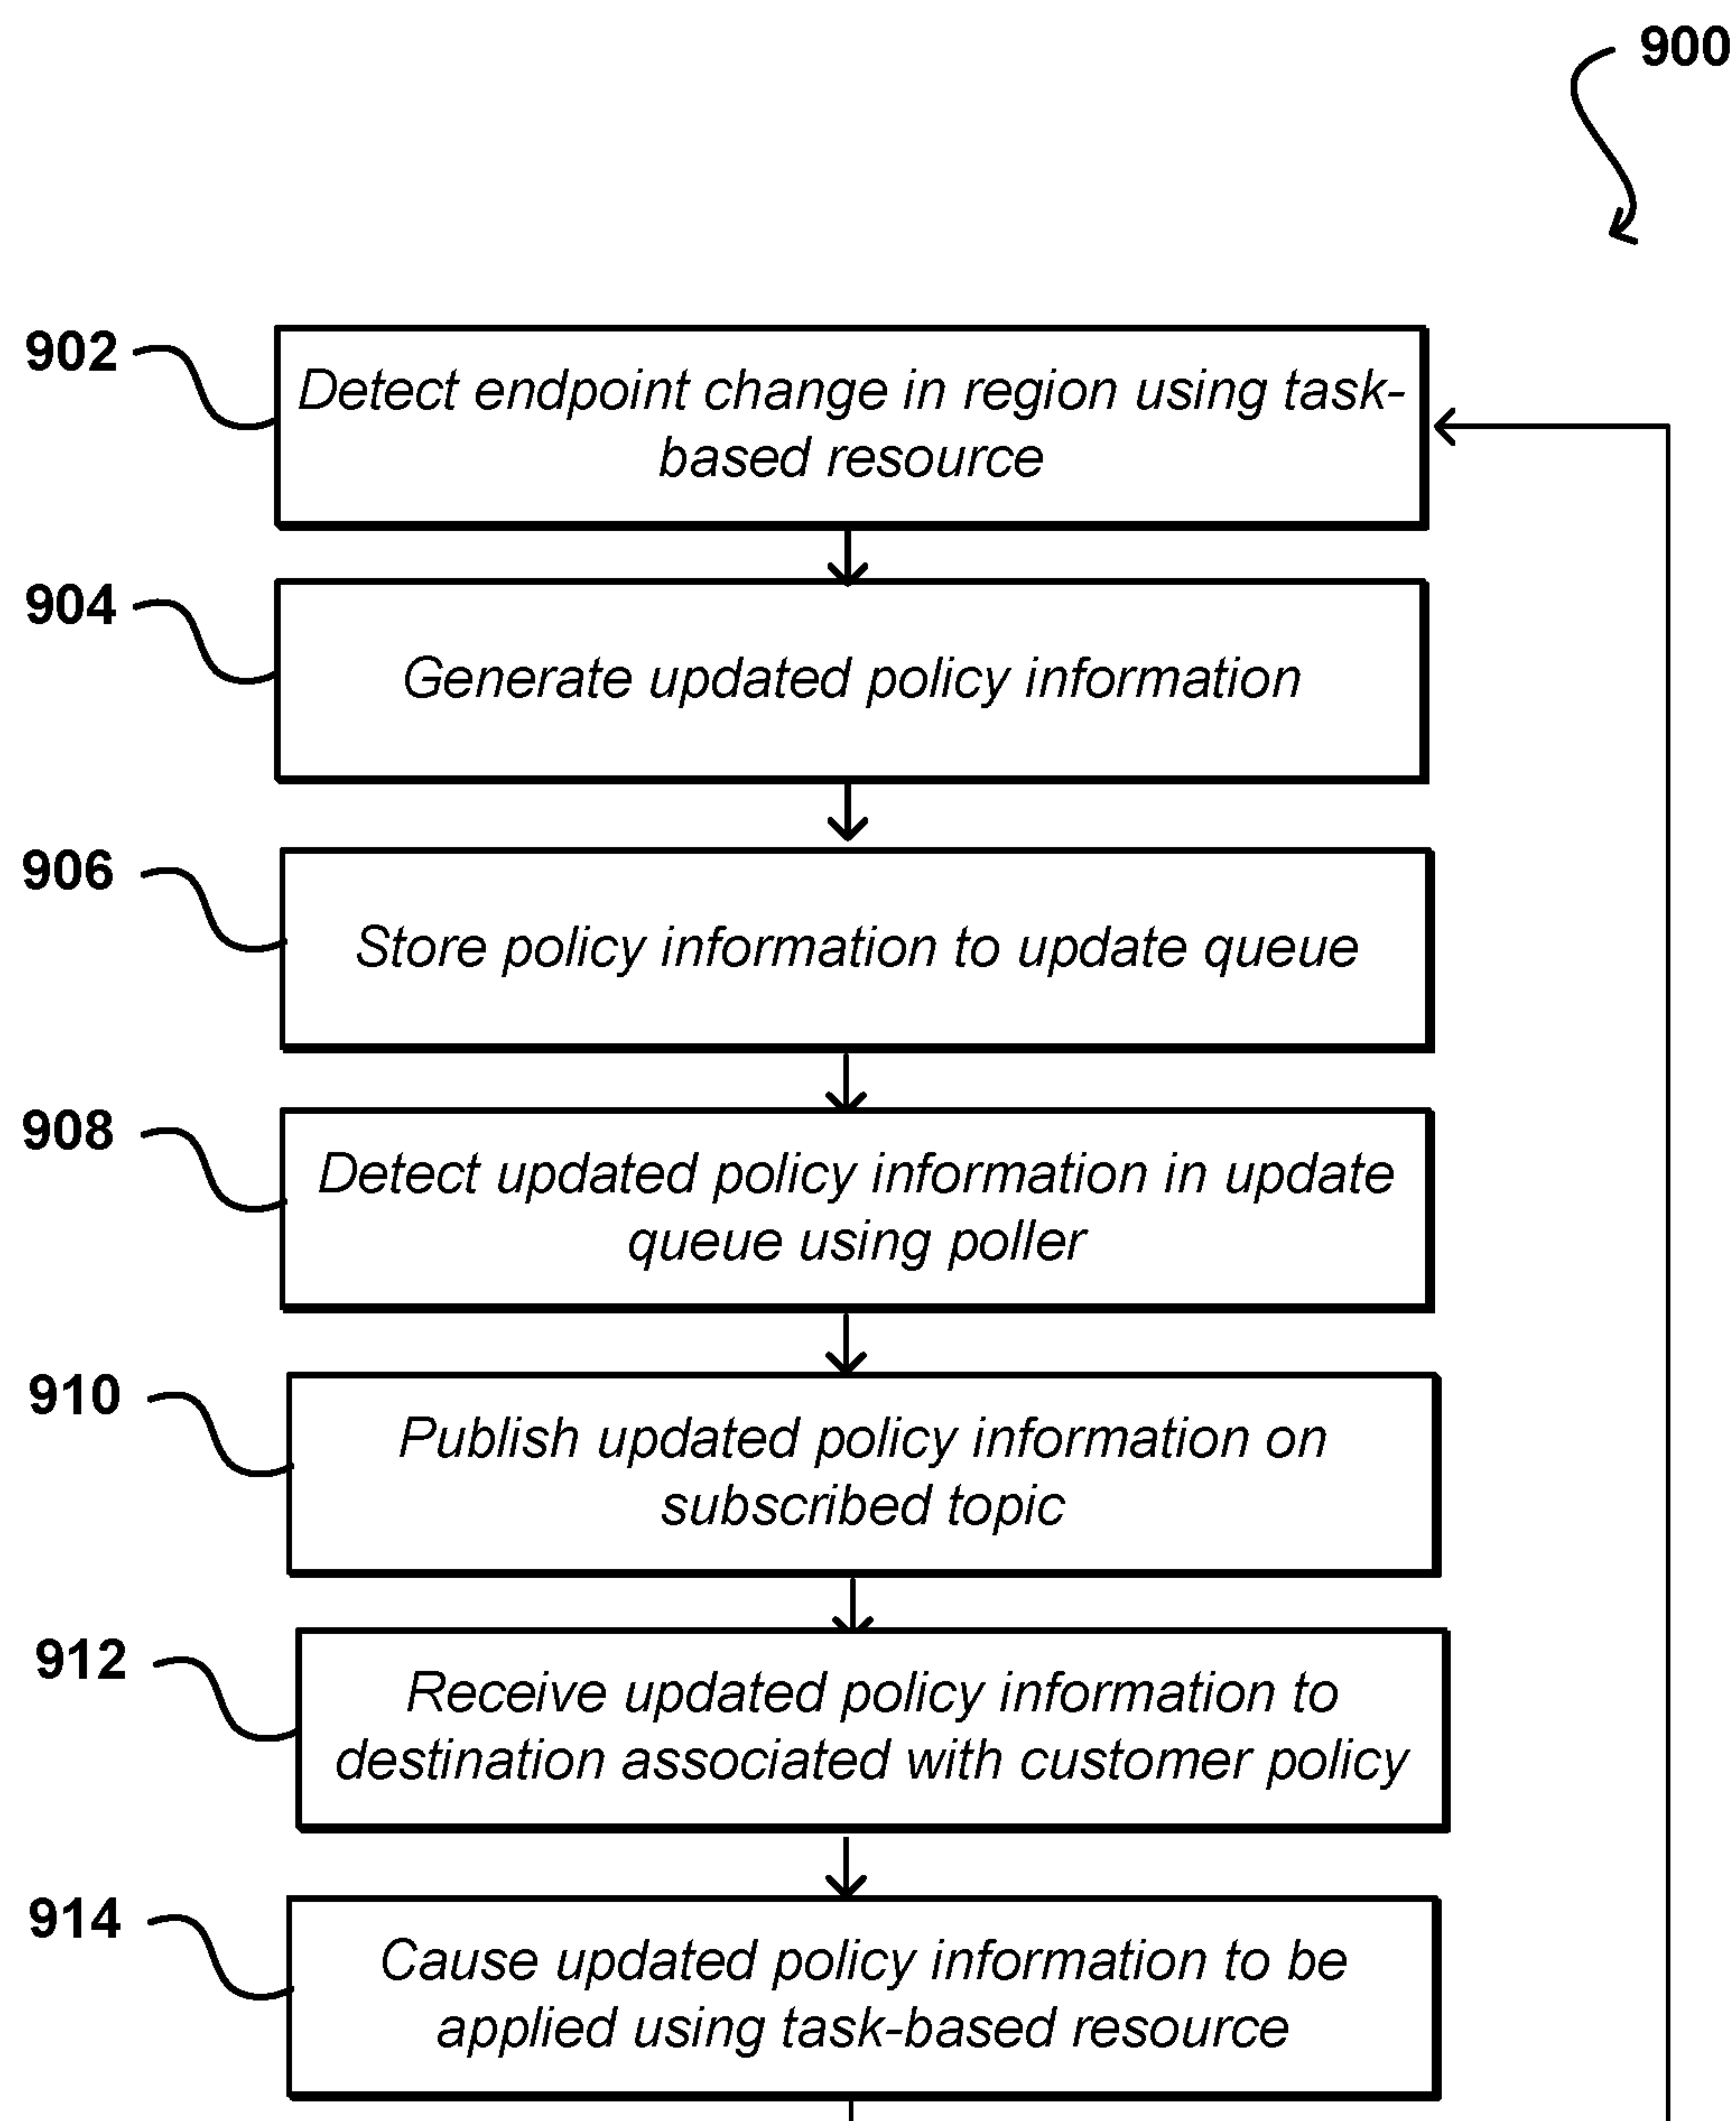 900
902
Detect endpoint change in region using task-
based resource
904
Generate updated policy information
906
Store policy information to update queue
908
Detect updated policy information in update
queue using poller
910
Publish updated policy information on
subscribed topic
912
Receive updated policy information to
destination associated with customer policy
914
Cause updated policy information to be
applied using task-based resource